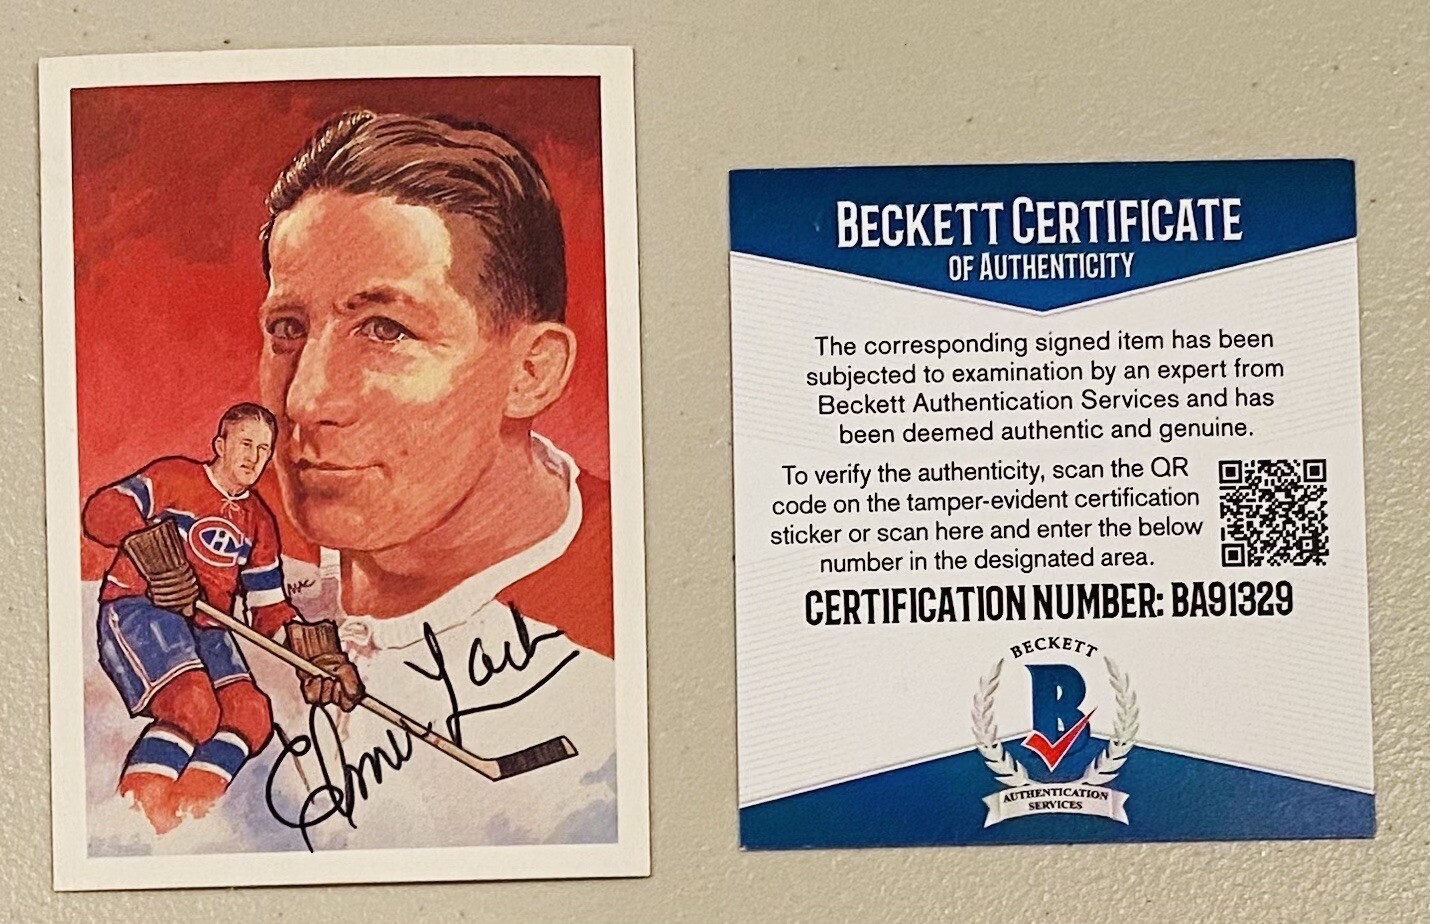 Elmer Lach
MAC
BECKETT CERTIFICATE
OF AUTHENTICITY
The corresponding signed item has been
subjected to examination by an expert from
Beckett Authentication Services and has
been deemed authentic and genuine.
To verify the authenticity, scan the QR
code on the tamper-evident certification
sticker or scan here and enter the below
number in the designated area.
CERTIFICATION NUMBER: BA91329
BECKETT
B
AUTHENTICATION
SERVICES